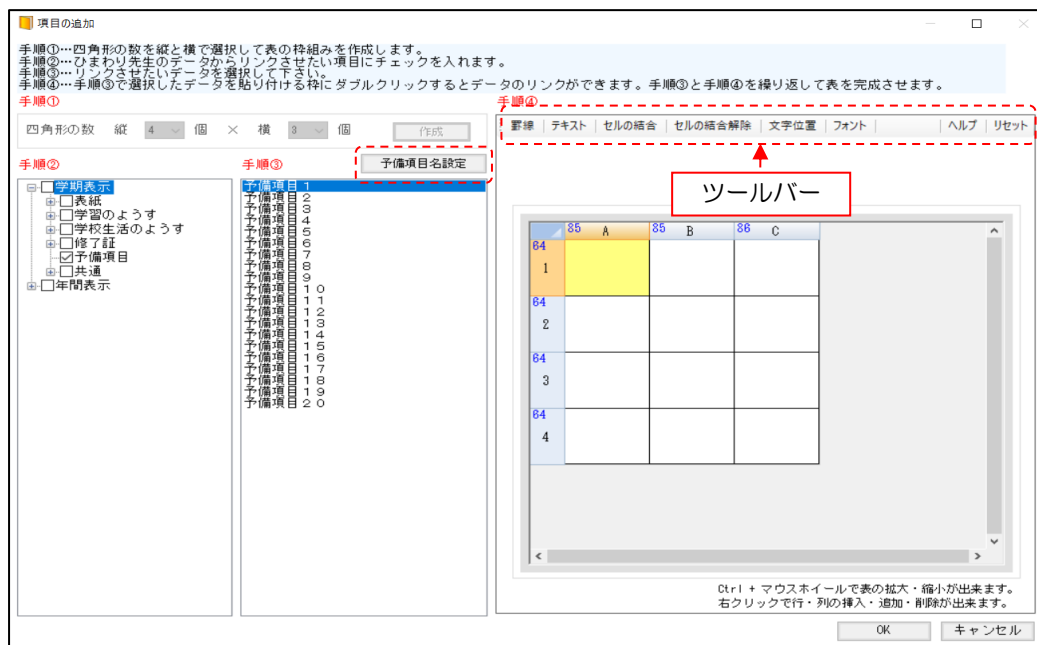 項目の追加
手順①…四角形の数を縦と横で選択して表の枠組みを作成します。
手順②…ひまわり先生のデータからリンクさせたい項目にチェックを入れます。
手順③…リンクさせたいデータを選択して下さい。
手順④…手順③で選択したデータを貼り付ける枠にダブルクリックするとデータのリンクができます。手順③と手順④を繰り返して表を完成させます。
手順①
四角形の数 縦 4 個 × 横 3 個 作成
手順②
学期表示
表紙
学習のようす
学校生活のようす
修了証
予備項目
共通
年間表示
手順③
予備項目名設定
予備項目1
予備項目2
予備項目3
予備項目4
予備項目5
予備項目6
予備項目7
予備項目8
予備項目9
予備項目10
予備項目11
予備項目12
予備項目13
予備項目14
予備項目15
予備項目16
予備項目17
予備項目18
予備項目19
予備項目20
手順④
罫線 テキスト セルの結合 セルの結合解除 文字位置 フォント ヘルプ リセット
ツールバー
85 A 85 B 86 C
64
1
64
2
64
3
64
4
Ctrl + マウスホイールで表の拡大・縮小が出来ます。
右クリックで行・列の挿入・追加・削除が出来ます。
OK キャンセル